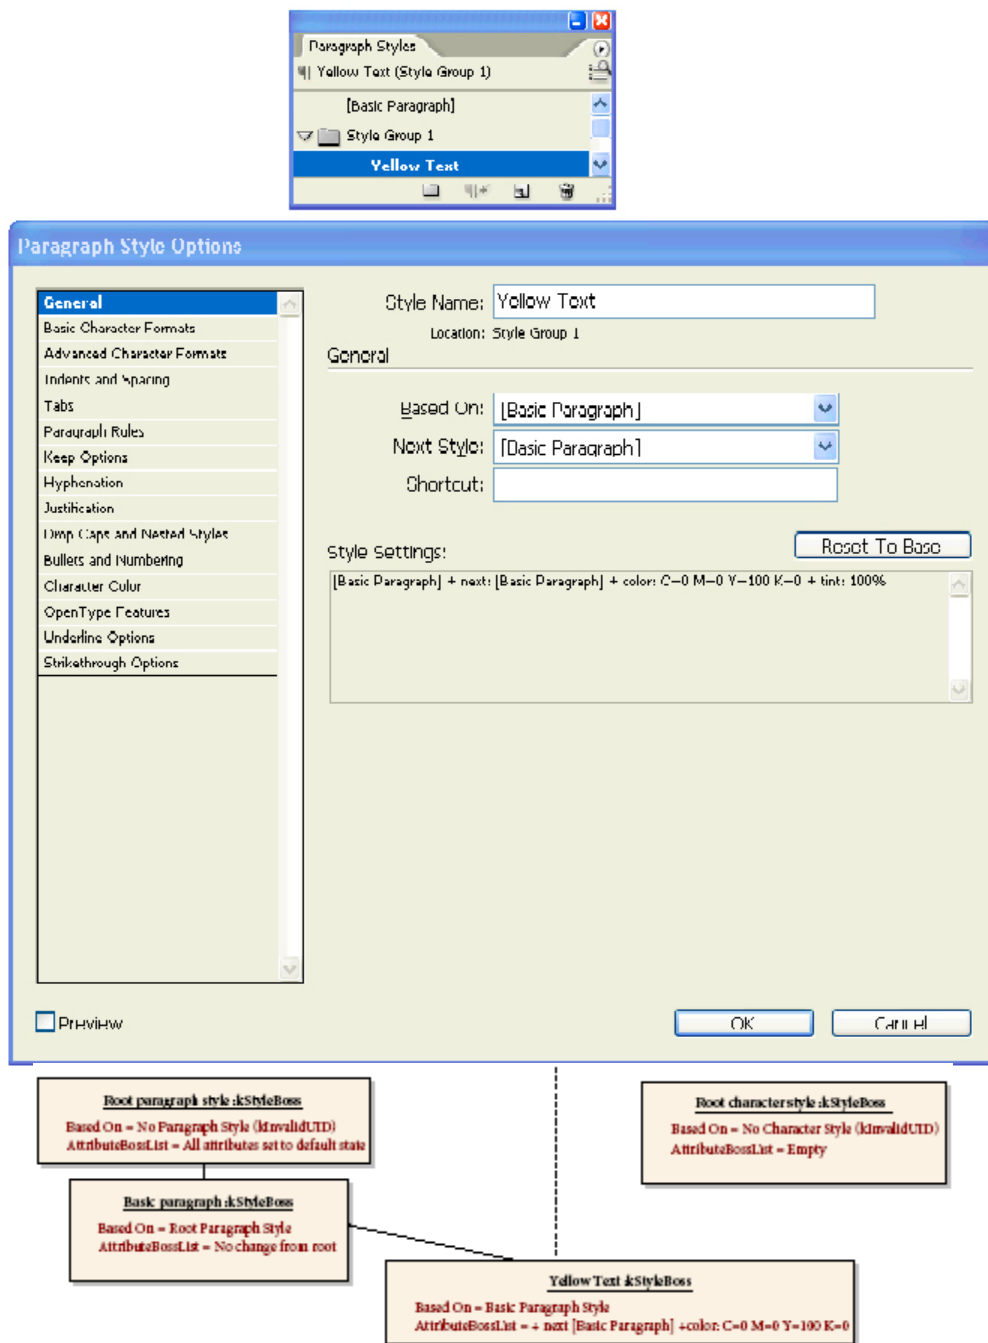 Paragraph Styles
Yellow Text (Style Group 1)
[Basic Paragraph]
Style Group 1
Yellow Text
Paragraph Style Options
General
Basic Character Formats
Advanced Character Formats
Indents and Spacing
Tabs
Paragraph Rules
Keep Options
Hyphenation
Justification
Drop Caps and Nested Styles
Bullets and Numbering
Character Color
OpenType Features
Underline Options
Strikethrough Options
Style Name: Yellow Text
Location: Style Group 1
General
Based On: [Basic Paragraph]
Next Style: [Basic Paragraph]
Shortcut:
Style Settings:
Reset To Base
[Basic Paragraph] + next: [Basic Paragraph] + color: C=0 M=0 Y=100 K=0 + tint: 100%
Preview
OK
Cancel
Root paragraph style :kStyleBoss
Based On = No Paragraph Style (kInvalidUID)
AttributeBossList = All attributes set to default state
Root character style :kStyleBoss
Based On = No Character Style (kInvalidUID)
AttributeBossList = Empty
Basic paragraph :kStyleBoss
Based On = Root Paragraph Style
AttributeBossList = No change from root
Yellow Text :kStyleBoss
Based On = Basic Paragraph Style
AttributeBossList = + next [Basic Paragraph] +color: C=0 M=0 Y=100 K=0